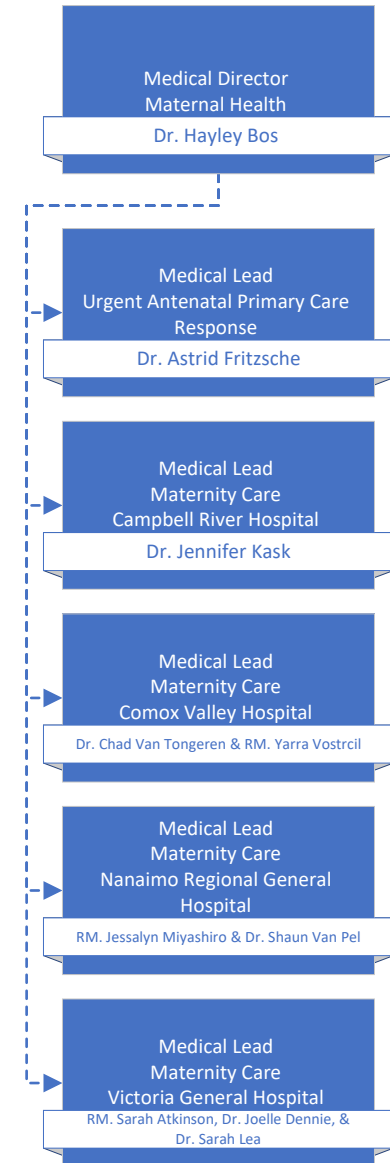 Medical Director
Maternal Health
Dr. Hayley Bos
Medical Lead
Urgent Antenatal Primary Care
Response
Dr. Astrid Fritzsche
Medical Lead
Maternity Care
Campbell River Hospital
Dr. Jennifer Kask
Medical Lead
Maternity Care
Comox Valley Hospital
Dr. Chad Van Tongeren & RM. Yarra Vostrcil
Medical Lead
Maternity Care
Nanaimo Regional General
Hospital
RM. Jessalyn Miyashiro & Dr. Shaun Van Pel
Medical Lead
Maternity Care
Victoria General Hospital
RM. Sarah Atkinson, Dr. Joelle Dennie, &
Dr. Sarah Lea